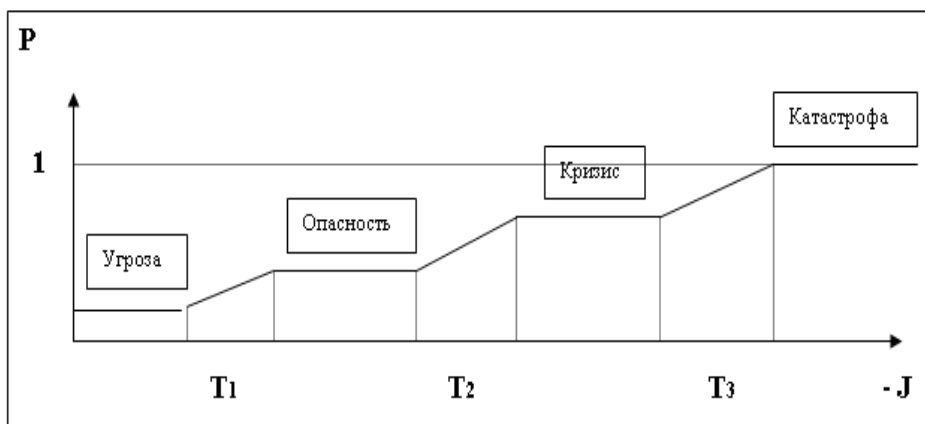 P
Катастрофа
1
Кризис
Опасность
Угроза
T1
T2
T3
- J